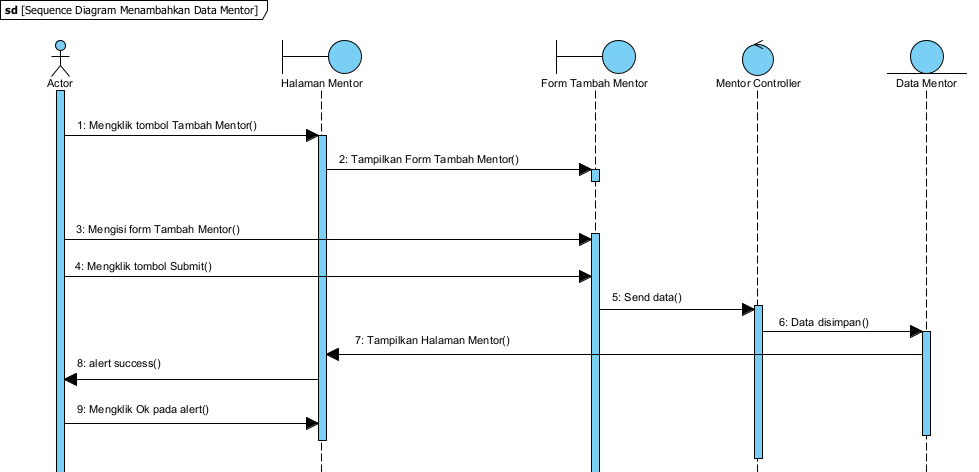 sd [Sequence Diagram Menambahkan Data Mentor]
Actor
Halaman Mentor
Form Tambah Mentor
Mentor Controller
Data Mentor
1: Mengklik tombol Tambah Mentor()
2: Tampilkan Form Tambah Mentor()
3: Mengisi form Tambah Mentor()
4: Mengklik tombol Submit()
5: Send data()
6: Data disimpan()
7: Tampilkan Halaman Mentor()
8: alert success()
9: Mengklik Ok pada alert()